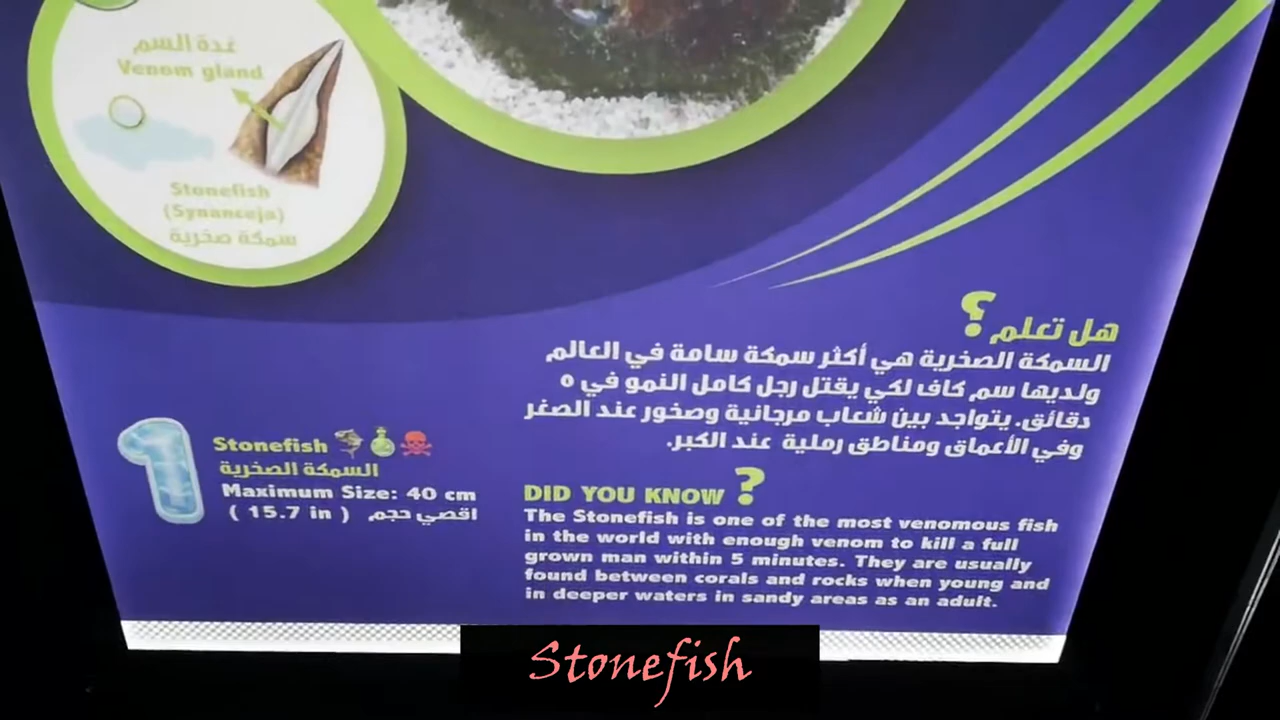 غدة السم
Venom gland
Stonefish
(Synanceja)
سمكة صخرية
هل تعلم ؟
السمكة الصخرية هي أكثر سمكة سامة في العالم
ولديها سم كاف لكي يقتل رجل كامل النمو في ٥
دقائق. يتواجد بين شعاب مرجانية وصخور عند الصغر
وفي الأعماق ومناطق رملية عند الكبر.
1
Stonefish
السمكة الصخرية
Maximum Size: 40 cm
( 15.7 in ) اقصي حجم
DID YOU KNOW ?
The Stonefish is one of the most venomous fish
in the world with enough venom to kill a full
grown man within 5 minutes. They are usually
found between corals and rocks when young and
in deeper waters in sandy areas as an adult.
Stonefish